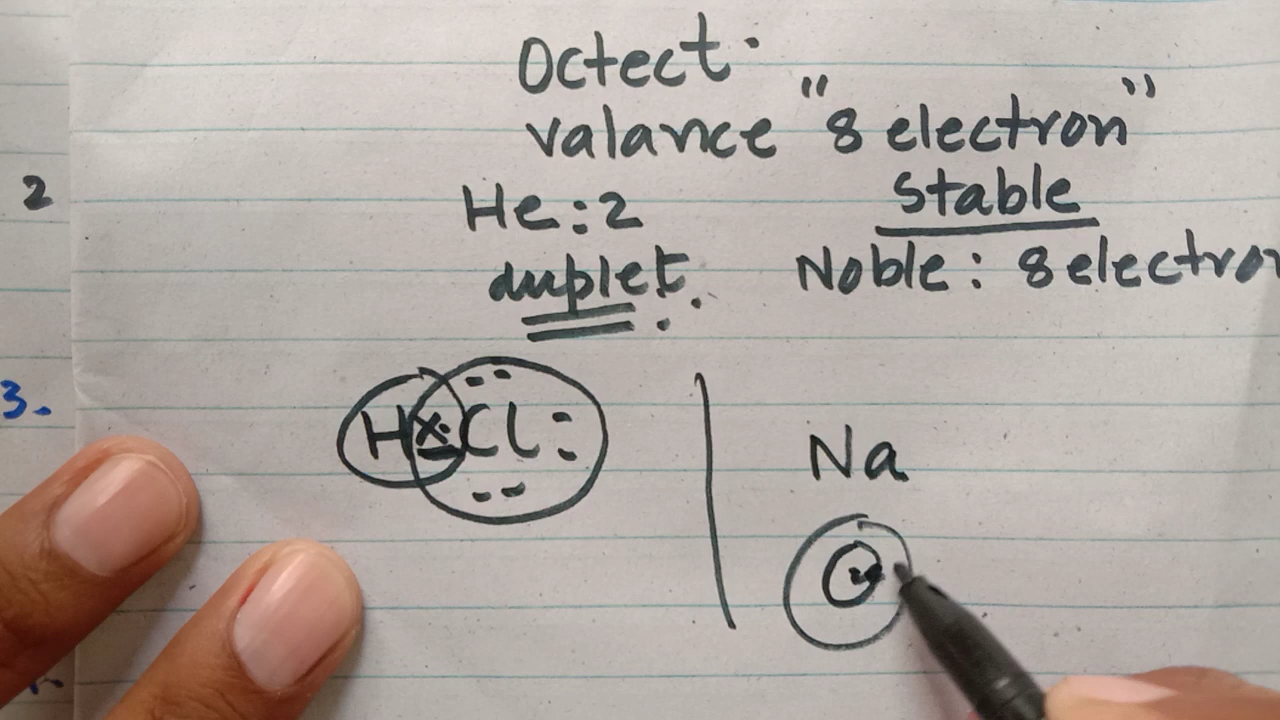 Octect.
valance "8 electron"
2
He:2
Stable
duplet.
Noble: 8 electron
3.
H×Cl
Na